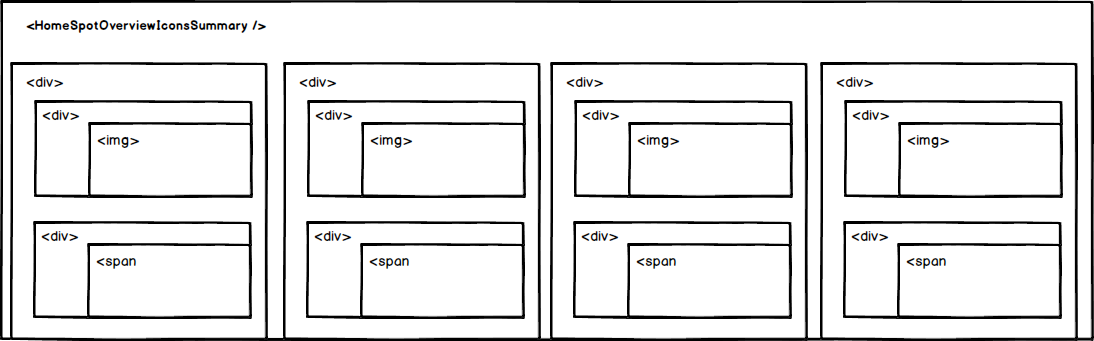 <HomeSpotOverviewIconsSummary />
<div> <div> <div> <div>
<div> <div> <div> <div>
<img> <img> <img> <img>
<div> <div> <div> <div>
<span <span <span <span